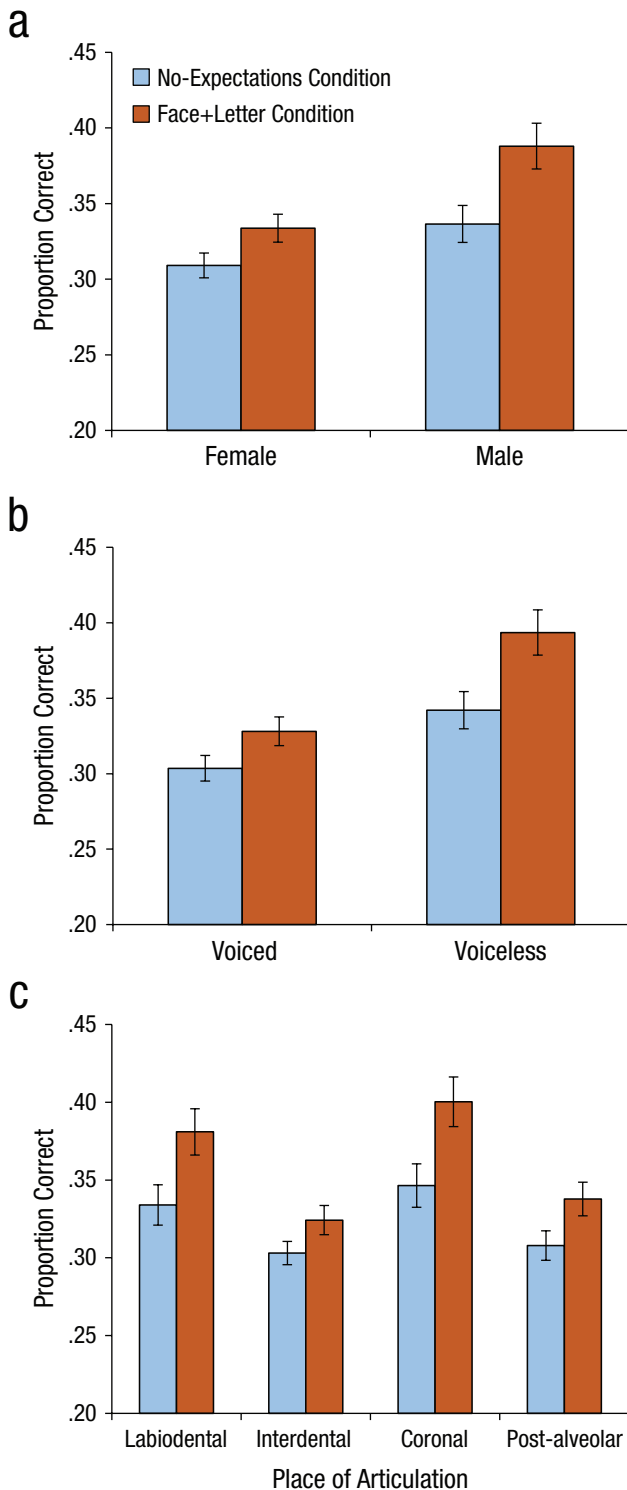 a
.45
No-Expectations Condition
Face+Letter Condition
.40
.35
.30
.25
.20
Proportion Correct
Female Male
b
.45
.40
.35
.30
.25
.20
Proportion Correct
Voiced Voiceless
c
.45
.40
.35
.30
.25
.20
Proportion Correct
Labiodental Interdental Coronal Post-alveolar
Place of Articulation